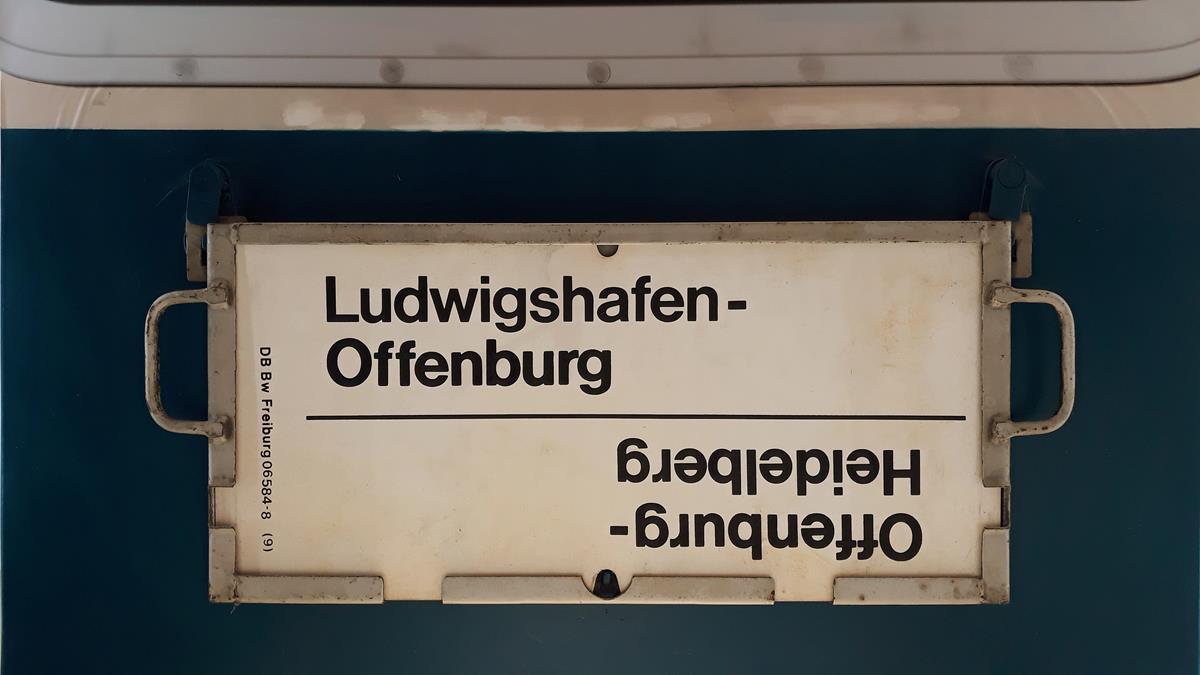 Ludwigshafen-
Offenburg
Offenburg-
Heidelberg
DB Bw Freiburg 06584-8 (9)